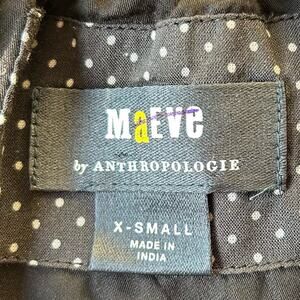 MaEVe
by ANTHROPOLOGIE
X-SMALL
MADE IN
INDIA